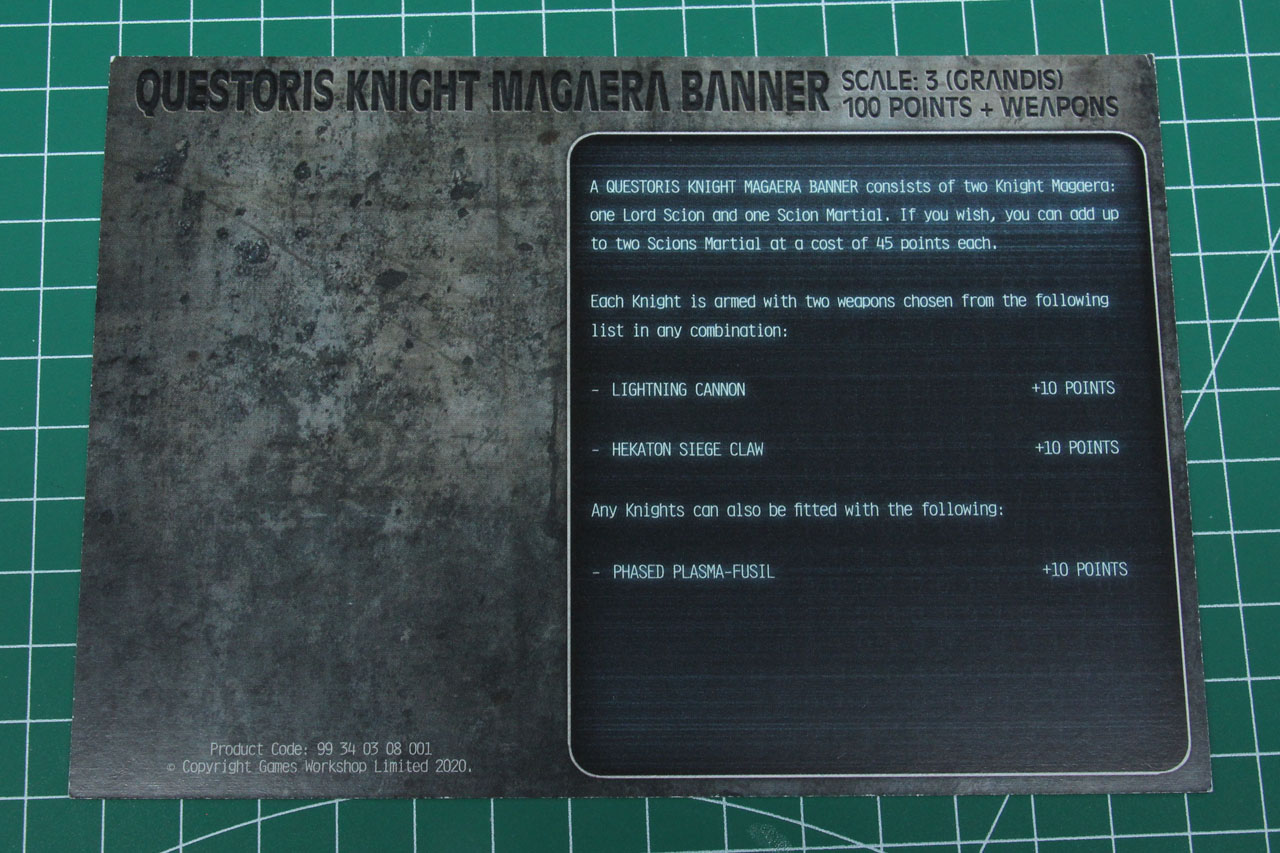 QUESTORIS KNIGHT MAGAERA BANNER
SCALE: 3 (GRANDIS)
100 POINTS + WEAPONS
A QUESTORIS KNIGHT MAGAERA BANNER consists of two Knight Magaera:
one Lord Scion and one Scion Martial. If you wish, you can add up
to two Scions Martial at a cost of 45 points each.
Each Knight is armed with two weapons chosen from the following
list in any combination:
- LIGHTNING CANNON +10 POINTS
- HEKATON SIEGE CLAW +10 POINTS
Any Knights can also be fitted with the following:
- PHASED PLASMA-FUSIL +10 POINTS
Product Code: 99 34 03 08 001
© Copyright Games Workshop Limited 2020.